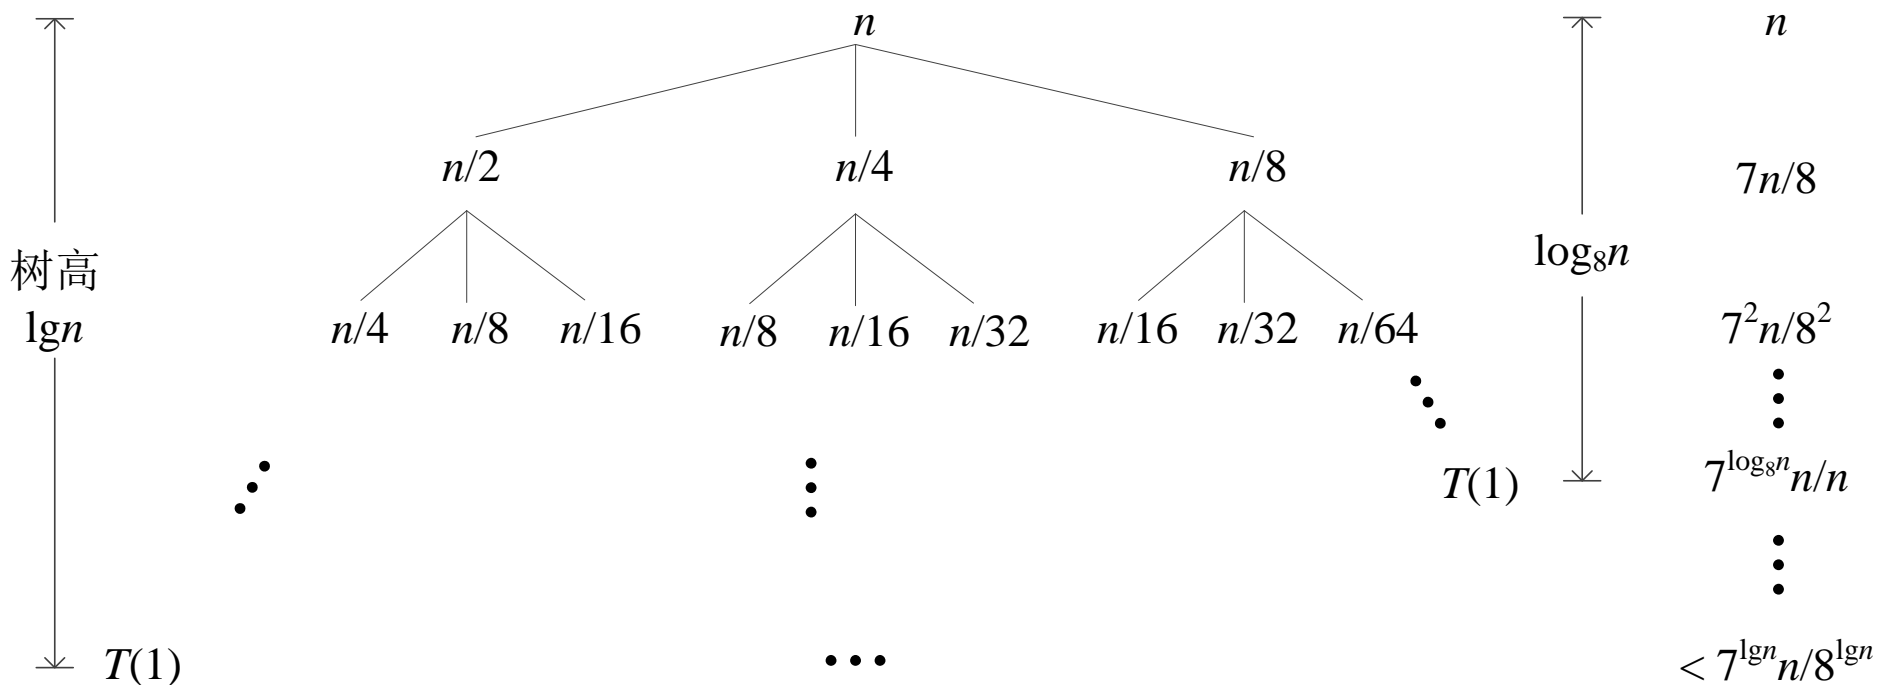 n n
n/2 n/4 n/8 7n/8
树高 log₈n
lgn n/4 n/8 n/16 n/8 n/16 n/32 n/16 n/32 n/64 7²n/8²
T(1) 7^{log₈n}n/n
T(1) ... < 7^{lgn}n/8^{lgn}